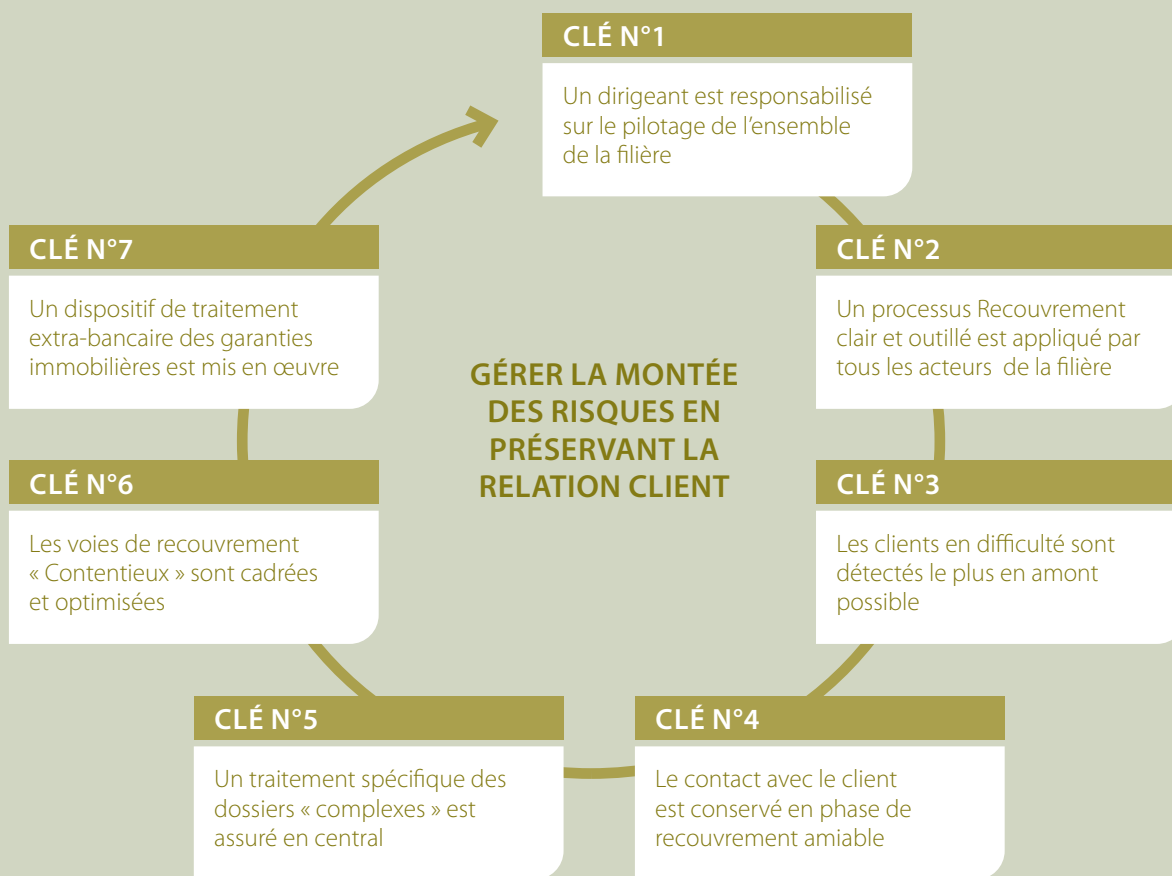 CLÉ N°1
Un dirigeant est responsabilisé
sur le pilotage de l'ensemble
de la filière
CLÉ N°2
Un processus Recouvrement
clair et outillé est appliqué par
tous les acteurs de la filière
CLÉ N°3
Les clients en difficulté sont
détectés le plus en amont
possible
CLÉ N°4
Le contact avec le client
est conservé en phase de
recouvrement amiable
CLÉ N°5
Un traitement spécifique des
dossiers « complexes » est
assuré en central
CLÉ N°6
Les voies de recouvrement
« Contentieux » sont cadrées
et optimisées
CLÉ N°7
Un dispositif de traitement
extra-bancaire des garanties
immobilières est mis en œuvre
GÉRER LA MONTÉE
DES RISQUES EN
PRÉSERVANT LA
RELATION CLIENT